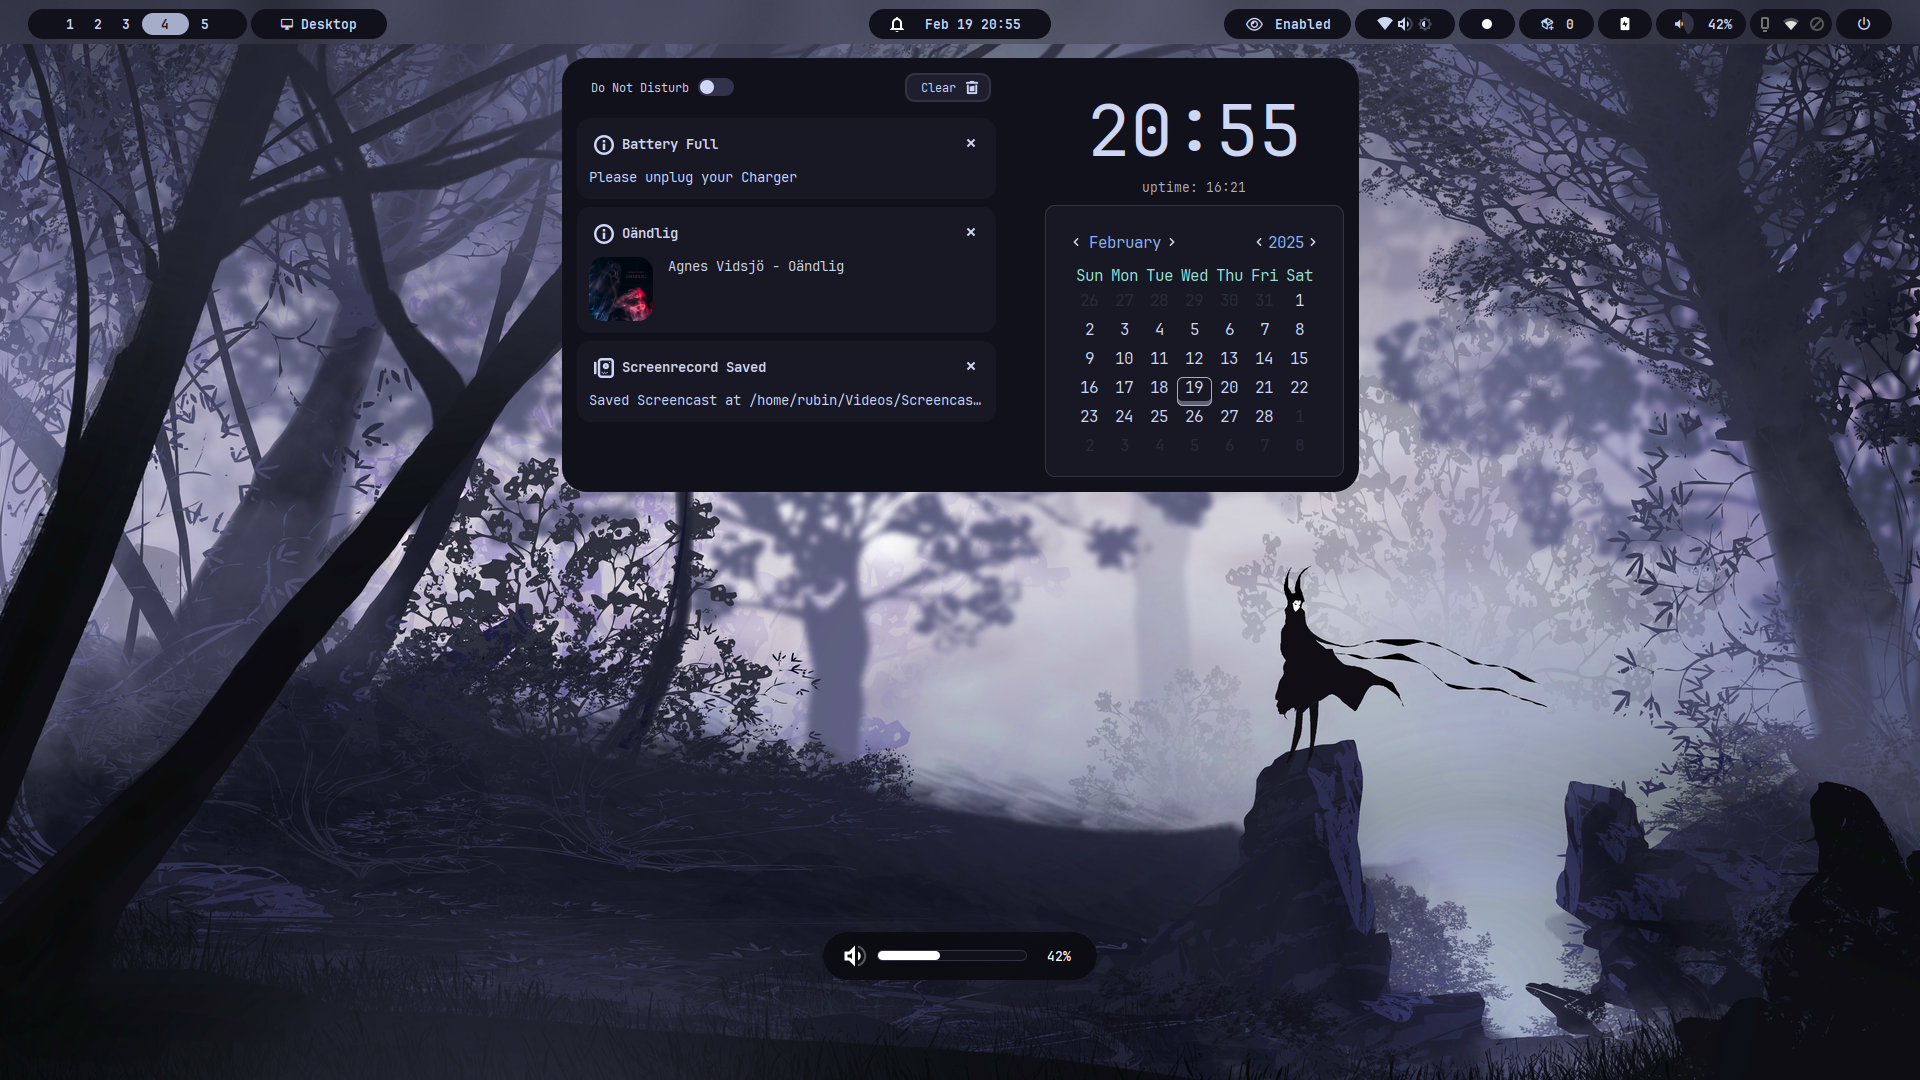 1 2 3 4 5 Desktop Feb 19 20:55 Enabled 0 42%
Do Not Disturb Clear
Battery Full
Please unplug your Charger
Oändlig
Agnes Vidsjö - Oändlig
Screenrecord Saved
Saved Screencast at /home/rubin/Videos/Screencas…
20:55
uptime: 16:21
February 2025
Sun Mon Tue Wed Thu Fri Sat
26 27 28 29 30 31 1
2 3 4 5 6 7 8
9 10 11 12 13 14 15
16 17 18 19 20 21 22
23 24 25 26 27 28 1
2 3 4 5 6 7 8
42%